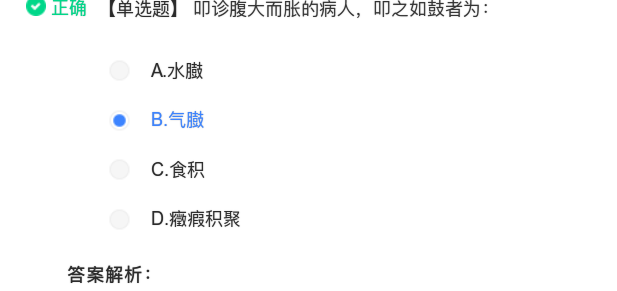 正确 【单选题】 叩诊腹大而胀的病人，叩之如鼓者为：
A.水臌
B.气臌
C.食积
D.癥瘕积聚
答案解析：